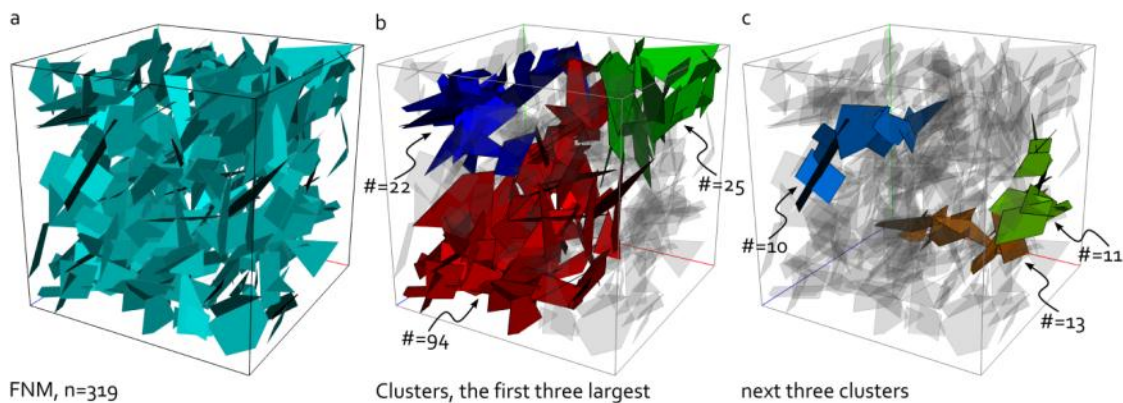 a
b
c
#=22
#=25
#=94
#=10
#=11
#=13
FNM, n=319
Clusters, the first three largest
next three clusters